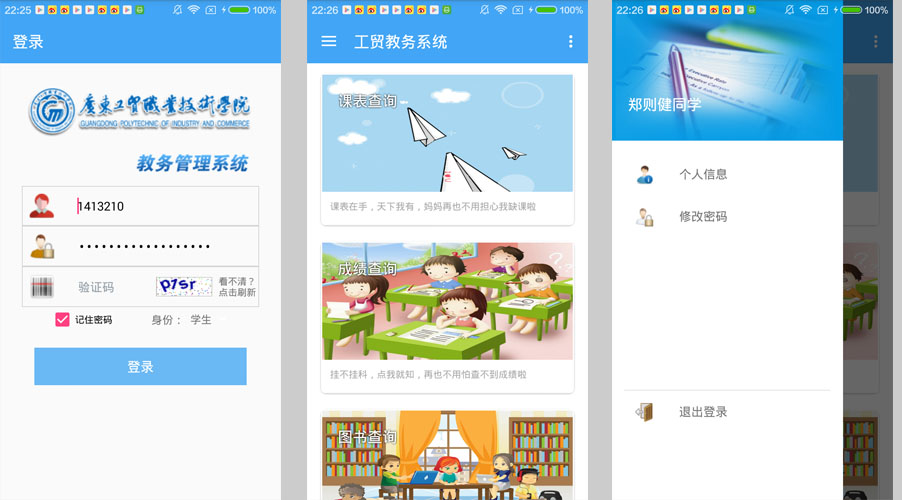 22:25
100%
登录
廣東工貿職業技術學院
GUANGDONG POLYTECHNIC OF INDUSTRY AND COMMERCE
教务管理系统
1413210
••••••••••••••••••
验证码
p7sr
看不清？
点击刷新
记住密码
身份： 学生
登录
22:26
100%
工贸教务系统
课表查询
课表在手，天下我有，妈妈再也不用担心我缺课啦
成绩查询
挂不挂科，点我就知，再也不用怕查不到成绩啦
图书查询
22:26
100%
郑则健同学
个人信息
修改密码
退出登录